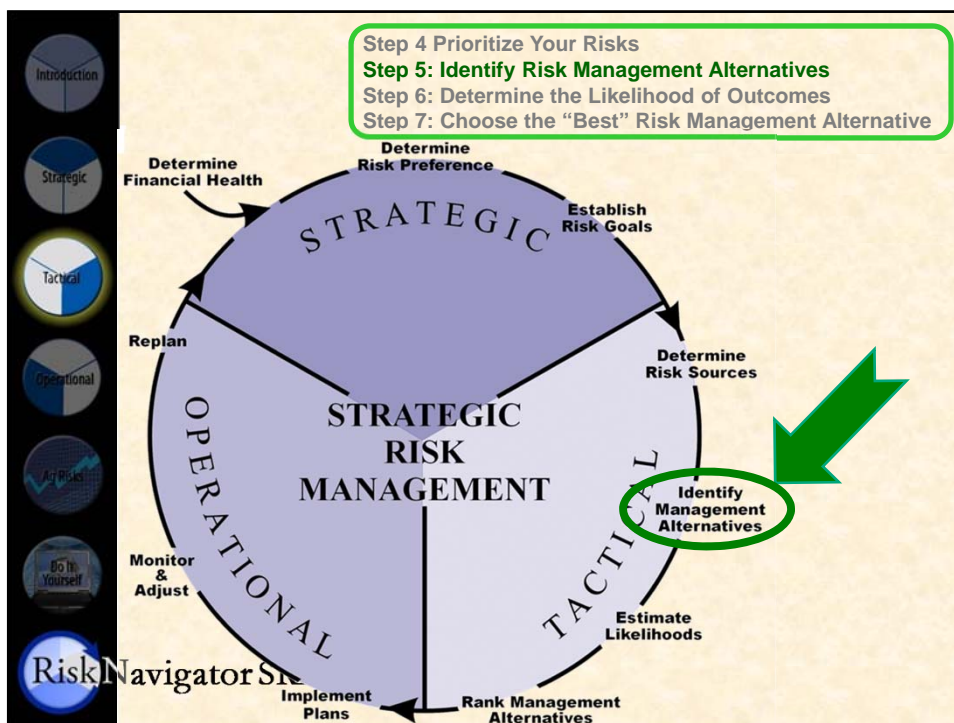 Step 4 Prioritize Your Risks
Step 5: Identify Risk Management Alternatives
Step 6: Determine the Likelihood of Outcomes
Step 7: Choose the “Best” Risk Management Alternative
Introduction
Strategic
Tactical
Operational
Ag Risks
Do It
Yourself
Determine
Financial Health
Determine
Risk Preference
Establish
Risk Goals
STRATEGIC
Replan
Determine
Risk Sources
STRATEGIC
RISK
MANAGEMENT
OPERATIONAL
TACTICAL
Identify
Management
Alternatives
Monitor
&
Adjust
Estimate
Likelihoods
Implement
Plans
Rank Management
Alternatives
RiskNavigator